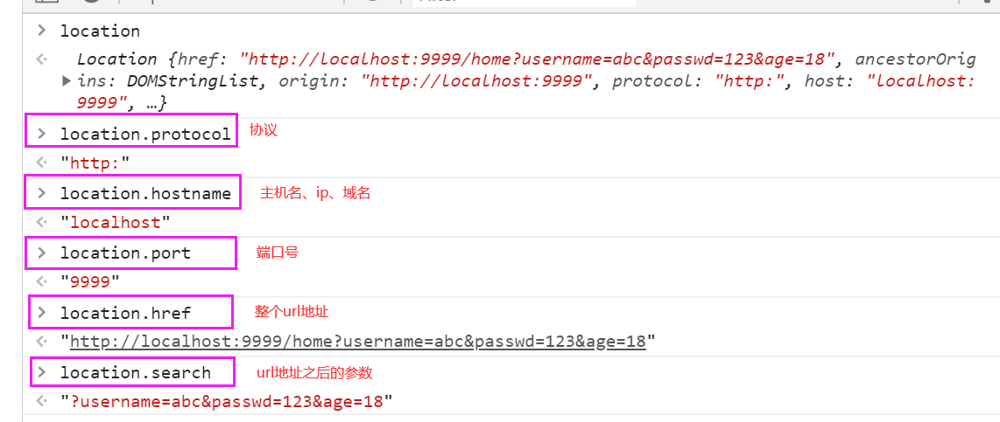 > location
Location {href: "http://localhost:9999/home?username=abc&passwd=123&age=18", ancestorOrig
ins: DOMStringList, origin: "http://localhost:9999", protocol: "http:", host: "localhost:
9999", …}
> location.protocol 协议
"http:"
> location.hostname 主机名、ip、域名
"localhost"
> location.port 端口号
"9999"
> location.href 整个url地址
"http://localhost:9999/home?username=abc&passwd=123&age=18"
> location.search url地址之后的参数
"?username=abc&passwd=123&age=18"